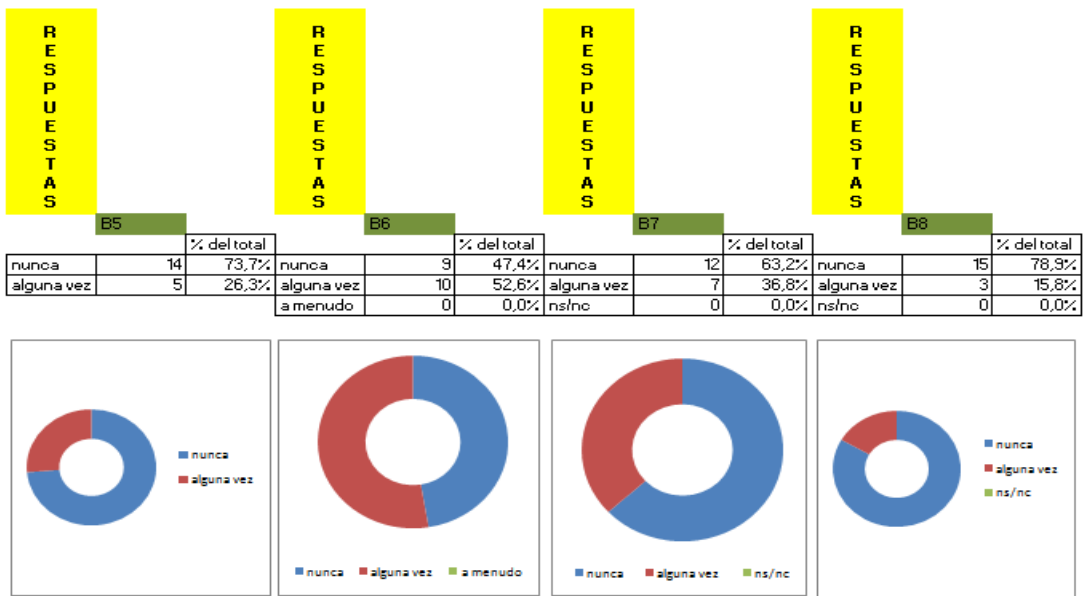 RESPUESTAS
B5
% del total
nunca 14 73,7%
alguna vez 5 26,3%
RESPUESTAS
B6
% del total
nunca 9 47,4%
alguna vez 10 52,6%
a menudo 0 0,0%
RESPUESTAS
B7
% del total
nunca 12 63,2%
alguna vez 7 36,8%
ns/nc 0 0,0%
RESPUESTAS
B8
% del total
nunca 15 78,9%
alguna vez 3 15,8%
ns/nc 0 0,0%
nunca
alguna vez
nunca alguna vez a menudo
nunca alguna vez ns/nc
nunca
alguna vez
ns/nc